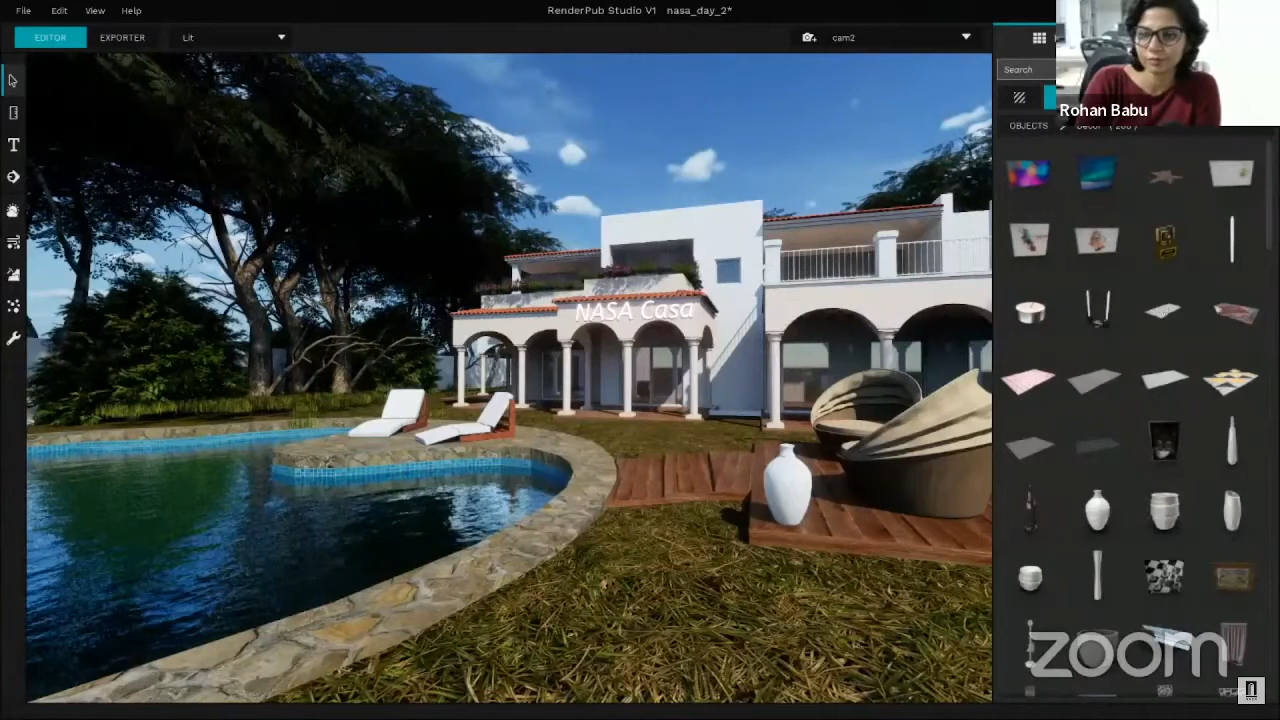 File Edit View Help
RenderPub Studio V1 nasa_day_2*
EDITOR EXPORTER Lit
cam2
Search
Rohan Babu
OBJECTS
NASA Casa
T
zoom